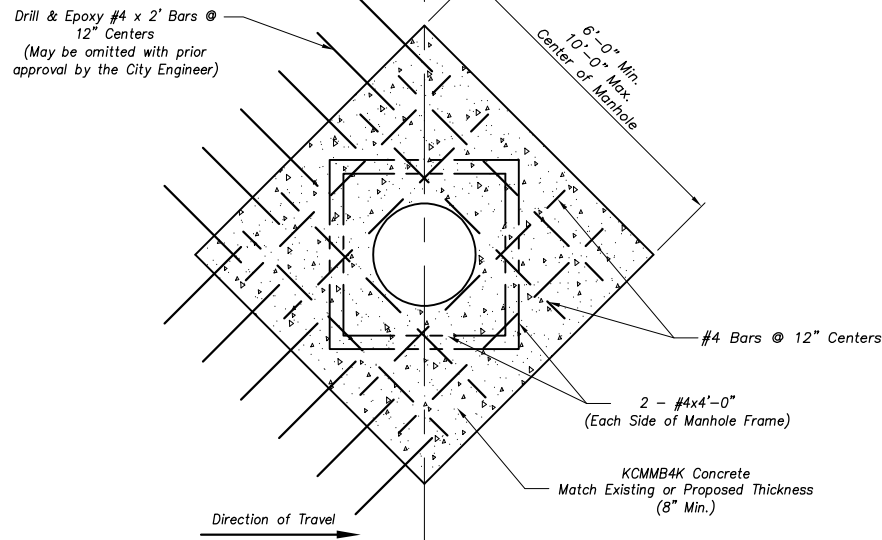 Drill & Epoxy #4 x 2' Bars @
12" Centers
(May be omitted with prior
approval by the City Engineer)
6'-0" Min.
10'-0" Max.
Center of Manhole
#4 Bars @ 12" Centers
2 - #4x4'-0"
(Each Side of Manhole Frame)
KCMMB4K Concrete
Match Existing or Proposed Thickness
(8" Min.)
Direction of Travel